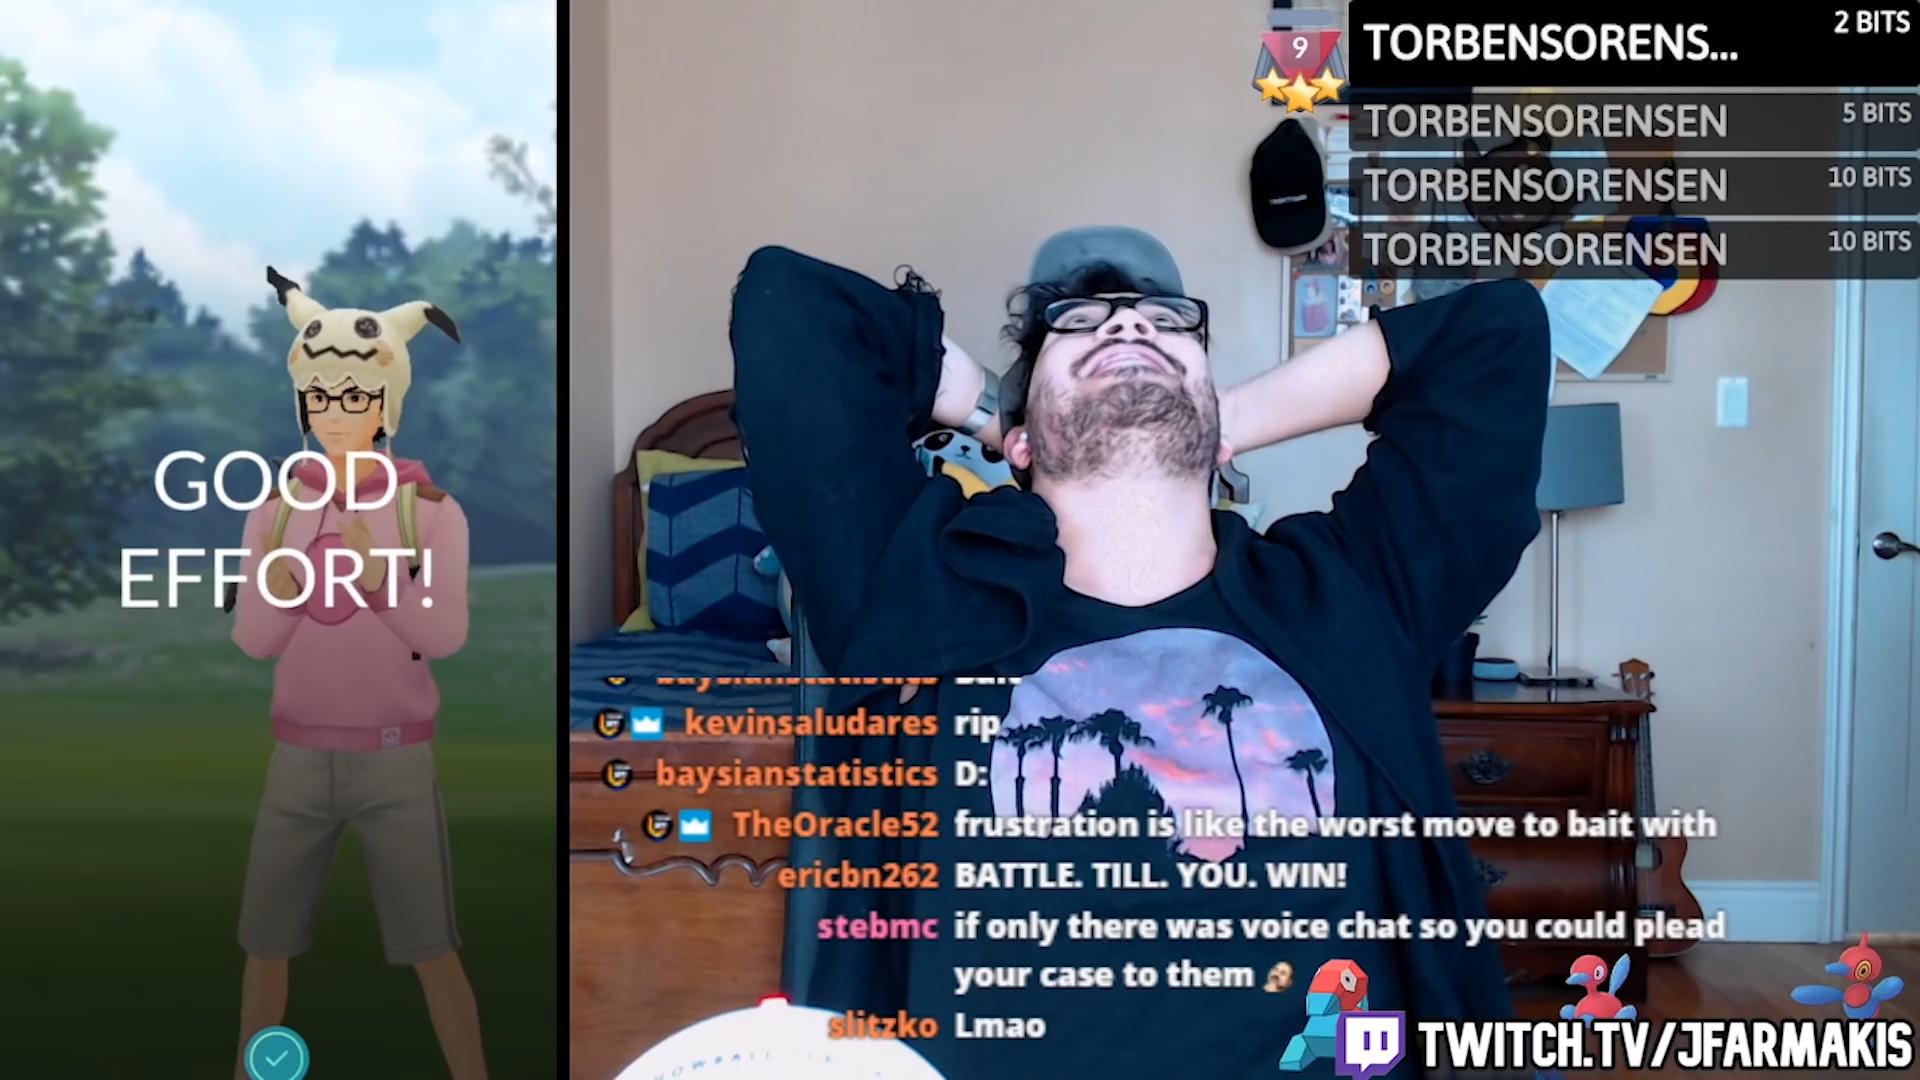 GOOD
EFFORT!
9
TORBENSORENS... 2 BITS
TORBENSORENSEN 5 BITS
TORBENSORENSEN 10 BITS
TORBENSORENSEN 10 BITS
baysianstatistics
kevinsaludares rip
baysianstatistics D:
TheOracle52 frustration is like the worst move to bait with
ericbn262 BATTLE. TILL. YOU. WIN!
stebmc if only there was voice chat so you could plead
your case to them
slitzko Lmao
TWITCH.TV/JFARMAKIS